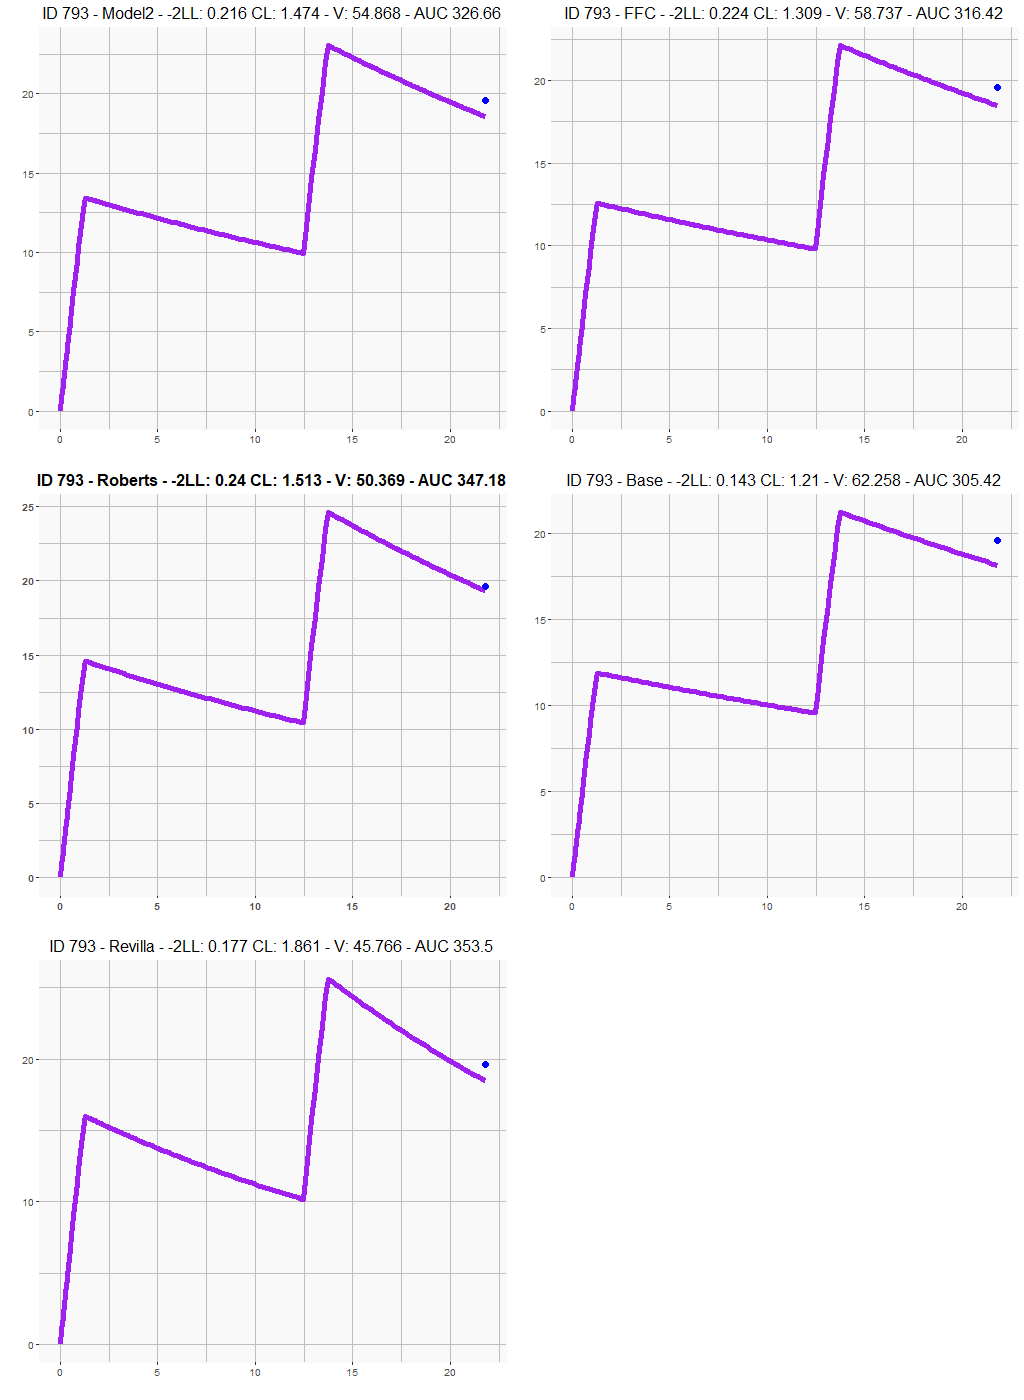 ID 793 - Model2 - -2LL: 0.216 CL: 1.474 - V: 54.868 - AUC 326.66
20
15
10
5
0
0 5 10 15 20
ID 793 - FFC - -2LL: 0.224 CL: 1.309 - V: 58.737 - AUC 316.42
20
15
10
5
0
0 5 10 15 20
ID 793 - Roberts - -2LL: 0.24 CL: 1.513 - V: 50.369 - AUC 347.18
25
20
15
10
5
0
0 5 10 15 20
ID 793 - Base - -2LL: 0.143 CL: 1.21 - V: 62.258 - AUC 305.42
20
15
10
5
0
0 5 10 15 20
ID 793 - Revilla - -2LL: 0.177 CL: 1.861 - V: 45.766 - AUC 353.5
20
10
0
0 5 10 15 20